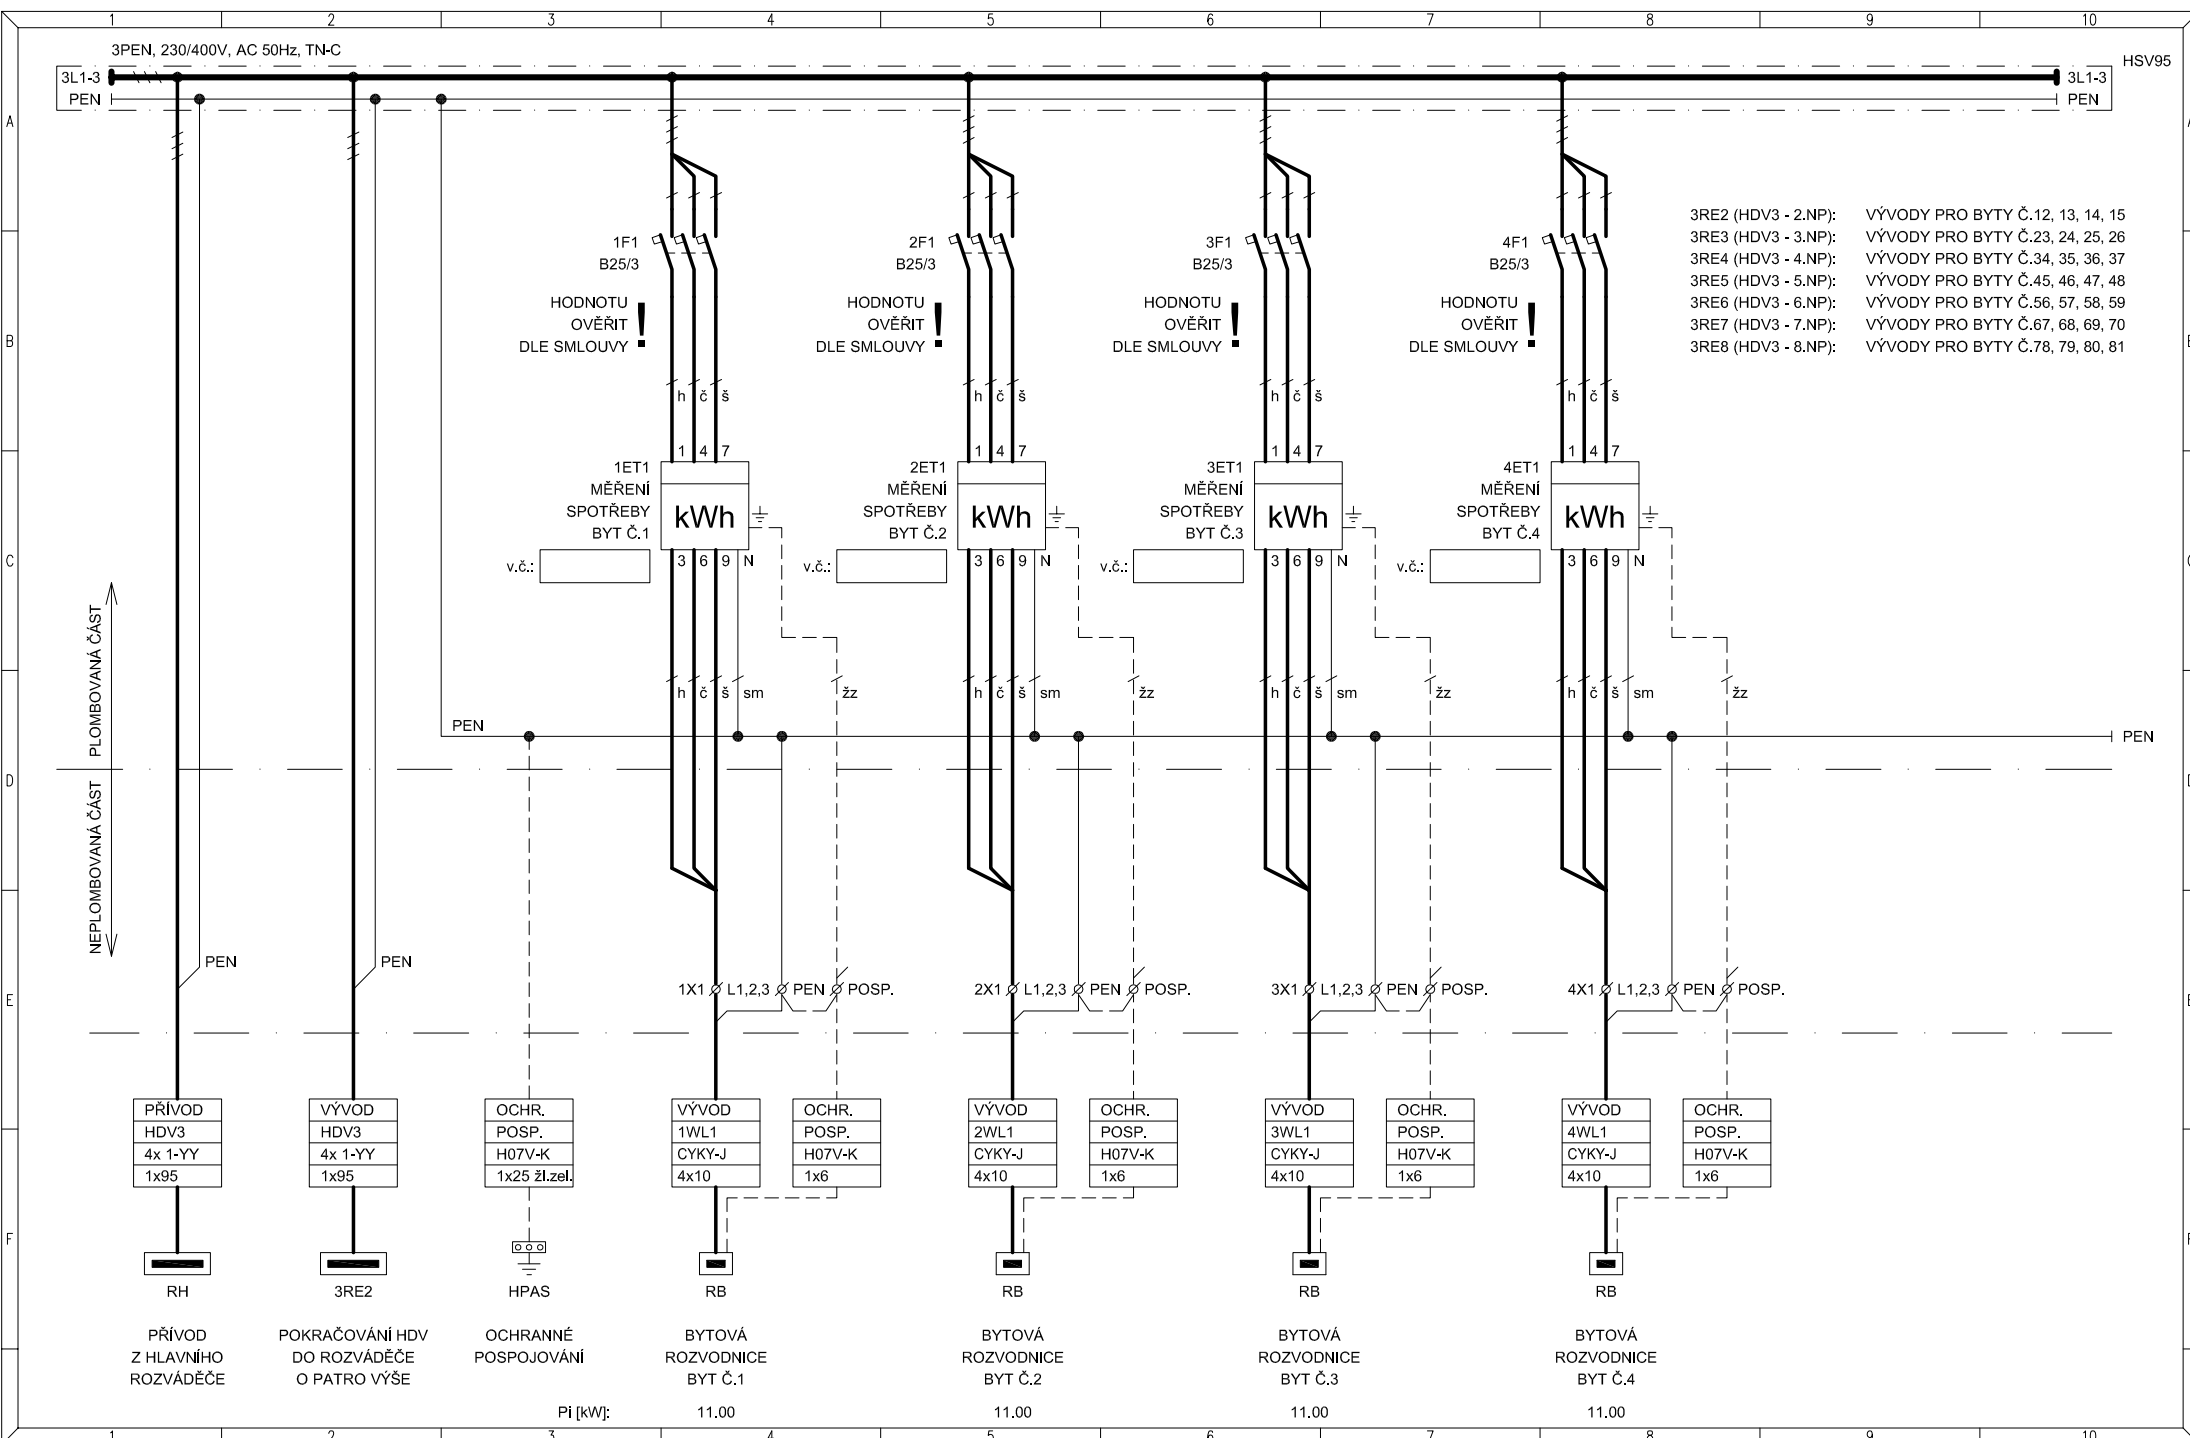 1 2 3 4 5 6 7 8 9 10
3PEN, 230/400V, AC 50Hz, TN-C
HSV95
3L1-3
3L1-3
PEN
PEN
A
3RE2 (HDV3 - 2.NP): VÝVODY PRO BYTY Č.12, 13, 14, 15
3RE3 (HDV3 - 3.NP): VÝVODY PRO BYTY Č.23, 24, 25, 26
3RE4 (HDV3 - 4.NP): VÝVODY PRO BYTY Č.34, 35, 36, 37
3RE5 (HDV3 - 5.NP): VÝVODY PRO BYTY Č.45, 46, 47, 48
3RE6 (HDV3 - 6.NP): VÝVODY PRO BYTY Č.56, 57, 58, 59
3RE7 (HDV3 - 7.NP): VÝVODY PRO BYTY Č.67, 68, 69, 70
3RE8 (HDV3 - 8.NP): VÝVODY PRO BYTY Č.78, 79, 80, 81
1F1 2F1 3F1 4F1
B25/3 B25/3 B25/3 B25/3
HODNOTU HODNOTU HODNOTU HODNOTU
OVĚŘIT ! OVĚŘIT ! OVĚŘIT ! OVĚŘIT !
DLE SMLOUVY DLE SMLOUVY DLE SMLOUVY DLE SMLOUVY
B
h č š h č š h č š h č š
1 4 7 1 4 7 1 4 7 1 4 7
1ET1 2ET1 3ET1 4ET1
MĚŘENÍ MĚŘENÍ MĚŘENÍ MĚŘENÍ
SPOTŘEBY kWh SPOTŘEBY kWh SPOTŘEBY kWh SPOTŘEBY kWh
BYT Č.1 BYT Č.2 BYT Č.3 BYT Č.4
C
3 6 9 N 3 6 9 N 3 6 9 N 3 6 9 N
v.č.: v.č.: v.č.: v.č.:
PLOMBOVANÁ ČÁST
h č š sm žz h č š sm žz h č š sm žz h č š sm žz
PEN PEN
D
NEPLOMBOVANÁ ČÁST
PEN PEN
E
1X1 L1,2,3 PEN POSP. 2X1 L1,2,3 PEN POSP. 3X1 L1,2,3 PEN POSP. 4X1 L1,2,3 PEN POSP.
PŘÍVOD VÝVOD OCHR. VÝVOD OCHR. VÝVOD OCHR. VÝVOD OCHR. VÝVOD OCHR.
HDV3 HDV3 POSP. 1WL1 POSP. 2WL1 POSP. 3WL1 POSP. 4WL1 POSP.
4x 1-YY 4x 1-YY H07V-K CYKY-J H07V-K CYKY-J H07V-K CYKY-J H07V-K CYKY-J H07V-K
1x95 1x95 1x25 žl.zel. 4x10 1x6 4x10 1x6 4x10 1x6 4x10 1x6
F
RH 3RE2 HPAS RB RB RB RB
PŘÍVOD POKRAČOVÁNÍ HDV OCHRANNÉ BYTOVÁ BYTOVÁ BYTOVÁ BYTOVÁ
Z HLAVNÍHO DO ROZVÁDĚČE POSPOJOVÁNÍ ROZVODNICE ROZVODNICE ROZVODNICE ROZVODNICE
ROZVÁDĚČE O PATRO VÝŠE BYT Č.1 BYT Č.2 BYT Č.3 BYT Č.4
Pi [kW]: 11.00 11.00 11.00 11.00
1 2 3 4 5 6 7 8 9 10